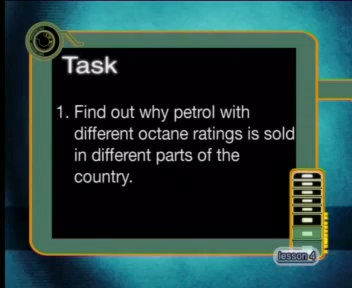 Task
1. Find out why petrol with
different octane ratings is sold
in different parts of the
country.
lesson 4